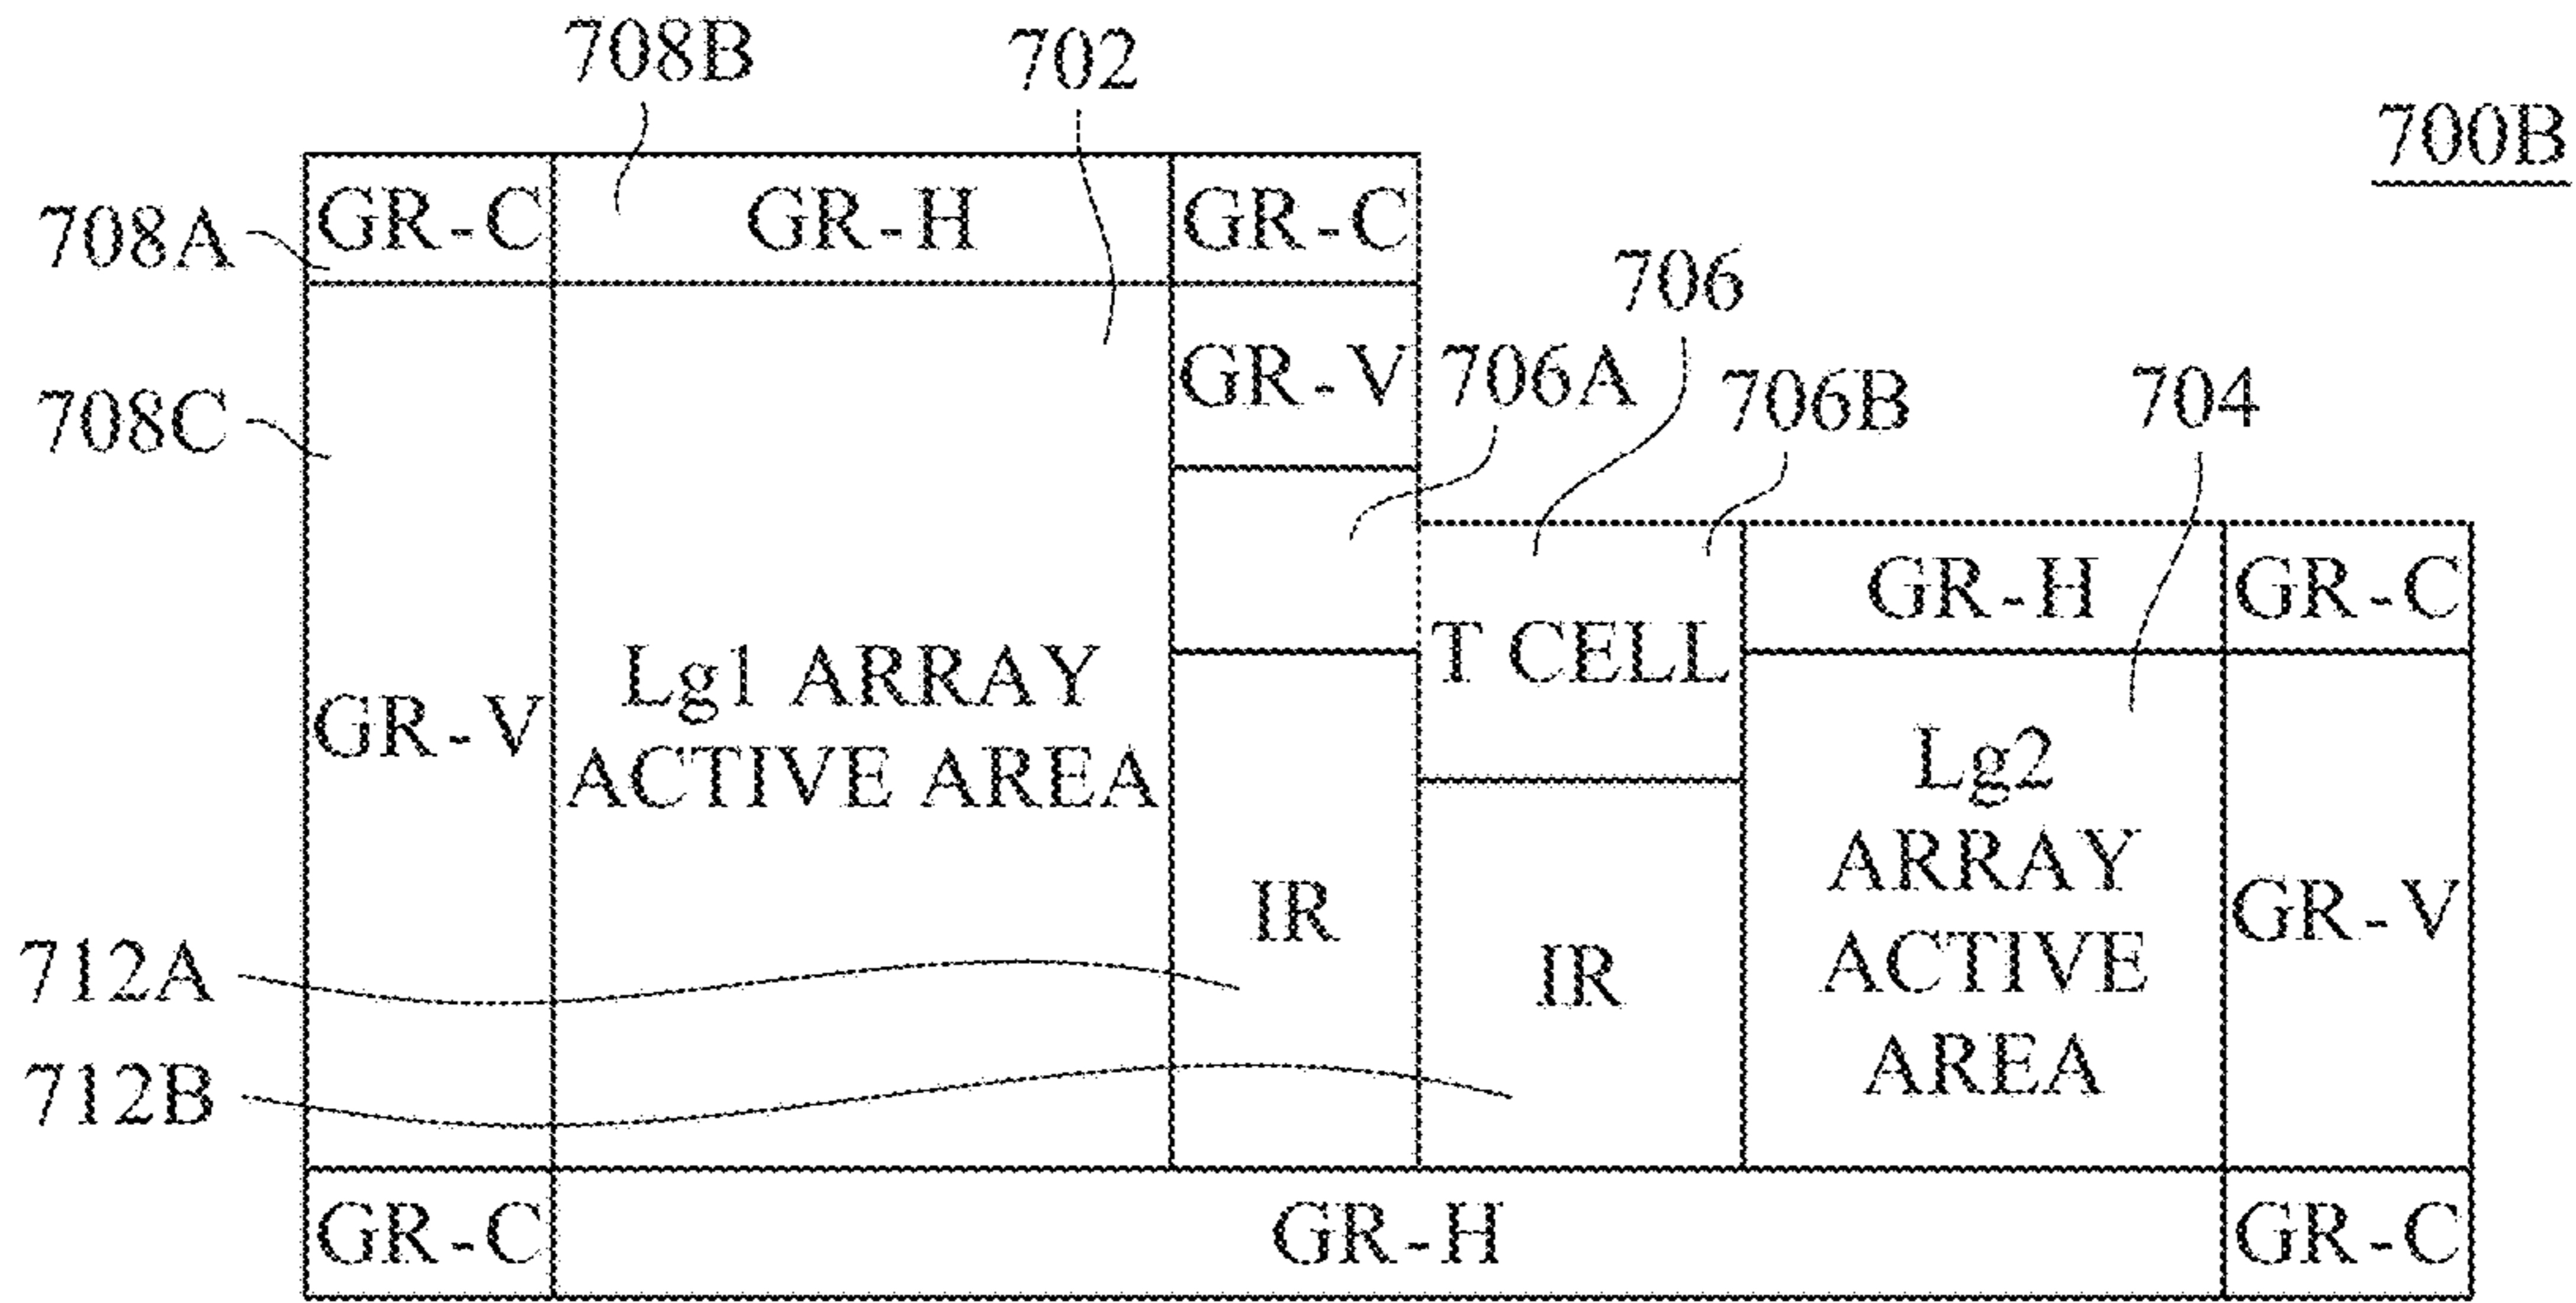 708B
702
700B
GR-C
GR-H
GR-C
708A
706
GR-V
706A
706B
704
708C
GR-H
GR-C
T CELL
Lg1 ARRAY
ACTIVE AREA
GR-V
Lg2
ARRAY
ACTIVE
AREA
IR
IR
GR-V
712A
712B
GR-C
GR-H
GR-C